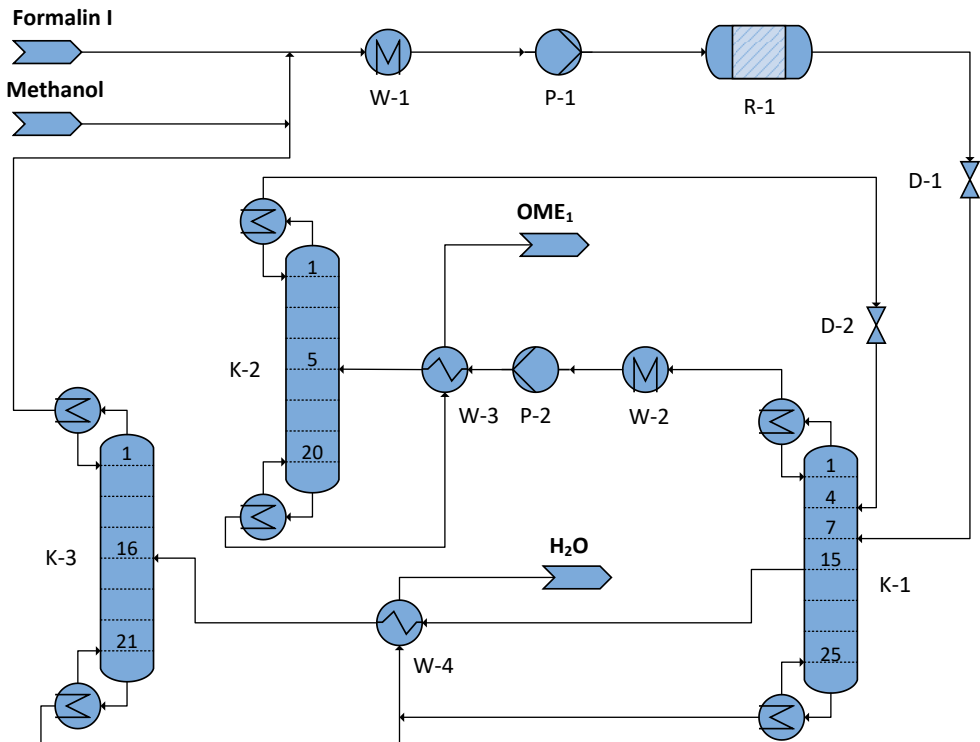 Formalin I
Methanol
W-1
P-1
R-1
D-1
OME₁
1
D-2
K-2
5
W-3
P-2
W-2
20
1
1
4
7
H₂O
K-3
16
15
K-1
21
W-4
25